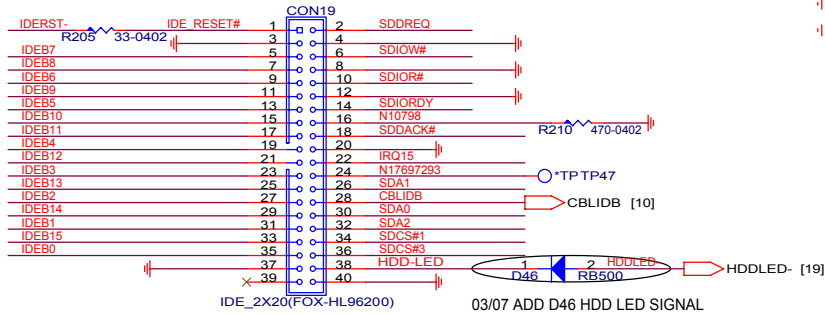 CON19
IDERST- IDE_RESET# 1 2 SDDREQ
R205 33-0402 3 4
IDEB7 5 6 SDIOW#
IDEB8 7 8
IDEB6 9 10 SDIOR#
IDEB9 11 12
IDEB5 13 14 SDIORDY
IDEB10 15 16 N10798
IDEB11 17 18 SDDACK# R210 470-0402
IDEB4 19 20
IDEB12 21 22 IRQ15
IDEB3 23 24 N17697293 *TP TP47
IDEB13 25 26 SDA1
IDEB2 27 28 CBLIDB CBLIDB [10]
IDEB14 29 30 SDA0
IDEB1 31 32 SDA2
IDEB15 33 34 SDCS#1
IDEB0 35 36 SDCS#3
37 38 HDD-LED 1 2 HDDLED HDDLED- [19]
D46 RB500
39 40
IDE_2X20(FOX-HL96200)
03/07 ADD D46 HDD LED SIGNAL